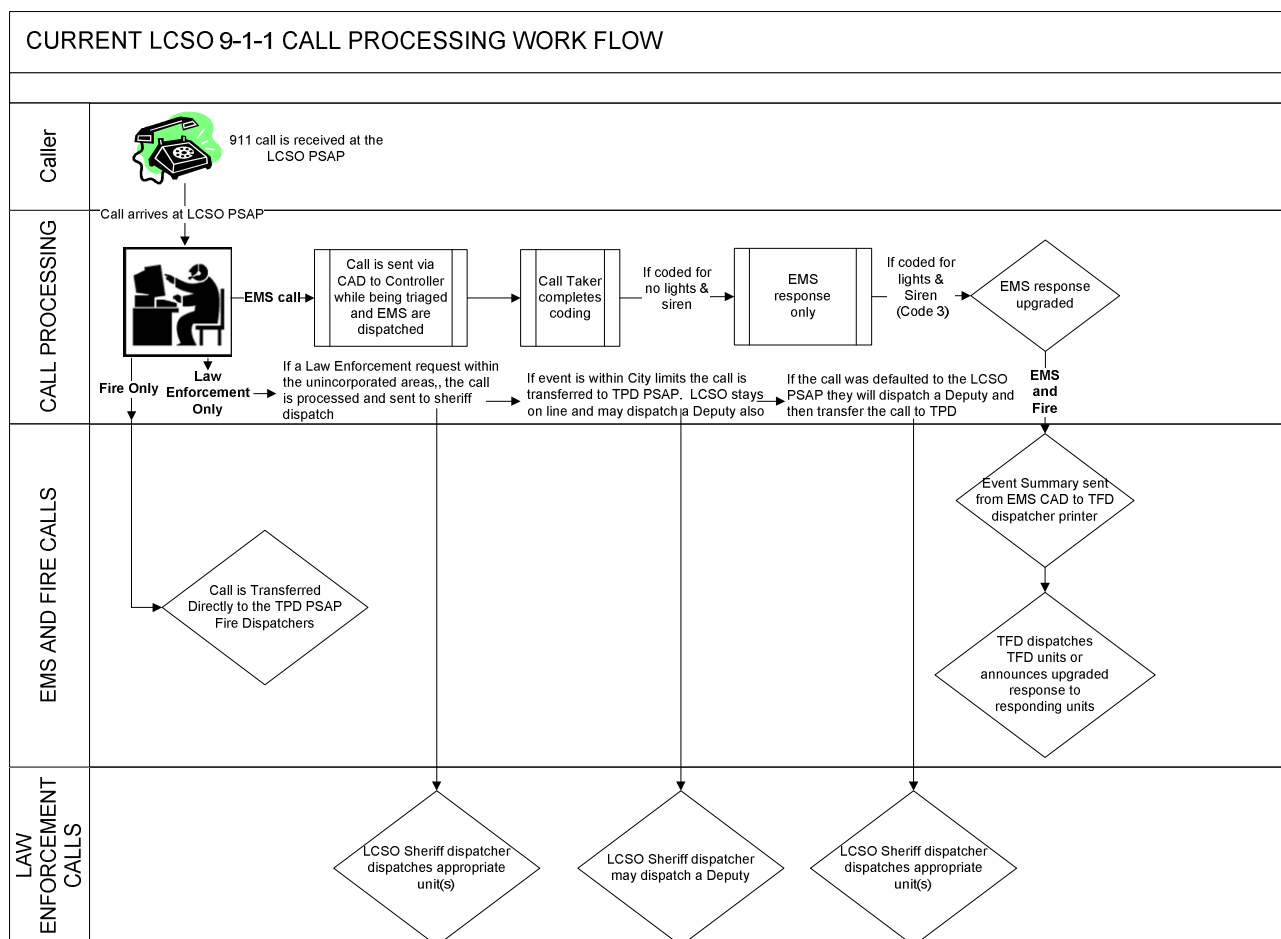 CURRENT LCSO 9-1-1 CALL PROCESSING WORK FLOW
Caller
911 call is received at the
LCSO PSAP
Call arrives at LCSO PSAP
CALL PROCESSING
EMS call
Call is sent via
CAD to Controller
while being triaged
and EMS are
dispatched
Call Taker
completes
coding
If coded for
no lights &
siren
EMS
response
only
If coded for
lights &
Siren
(Code 3)
EMS response
upgraded
Fire Only
Law
Enforcement
Only
If a Law Enforcement request within
the unincorporated areas,, the call
is processed and sent to sheriff
dispatch
If event is within City limits the call is
transferred to TPD PSAP. LCSO stays
on line and may dispatch a Deputy also
If the call was defaulted to the LCSO
PSAP they will dispatch a Deputy and
then transfer the call to TPD
EMS
and
Fire
EMS AND FIRE CALLS
Call is Transferred
Directly to the TPD PSAP
Fire Dispatchers
Event Summary sent
from EMS CAD to TFD
dispatcher printer
TFD dispatches
TFD units or
announces upgraded
response to
responding units
LAW
ENFORCEMENT
CALLS
LCSO Sheriff dispatcher
dispatches appropriate
unit(s)
LCSO Sheriff dispatcher
may dispatch a Deputy
LCSO Sheriff dispatcher
dispatches appropriate
unit(s)